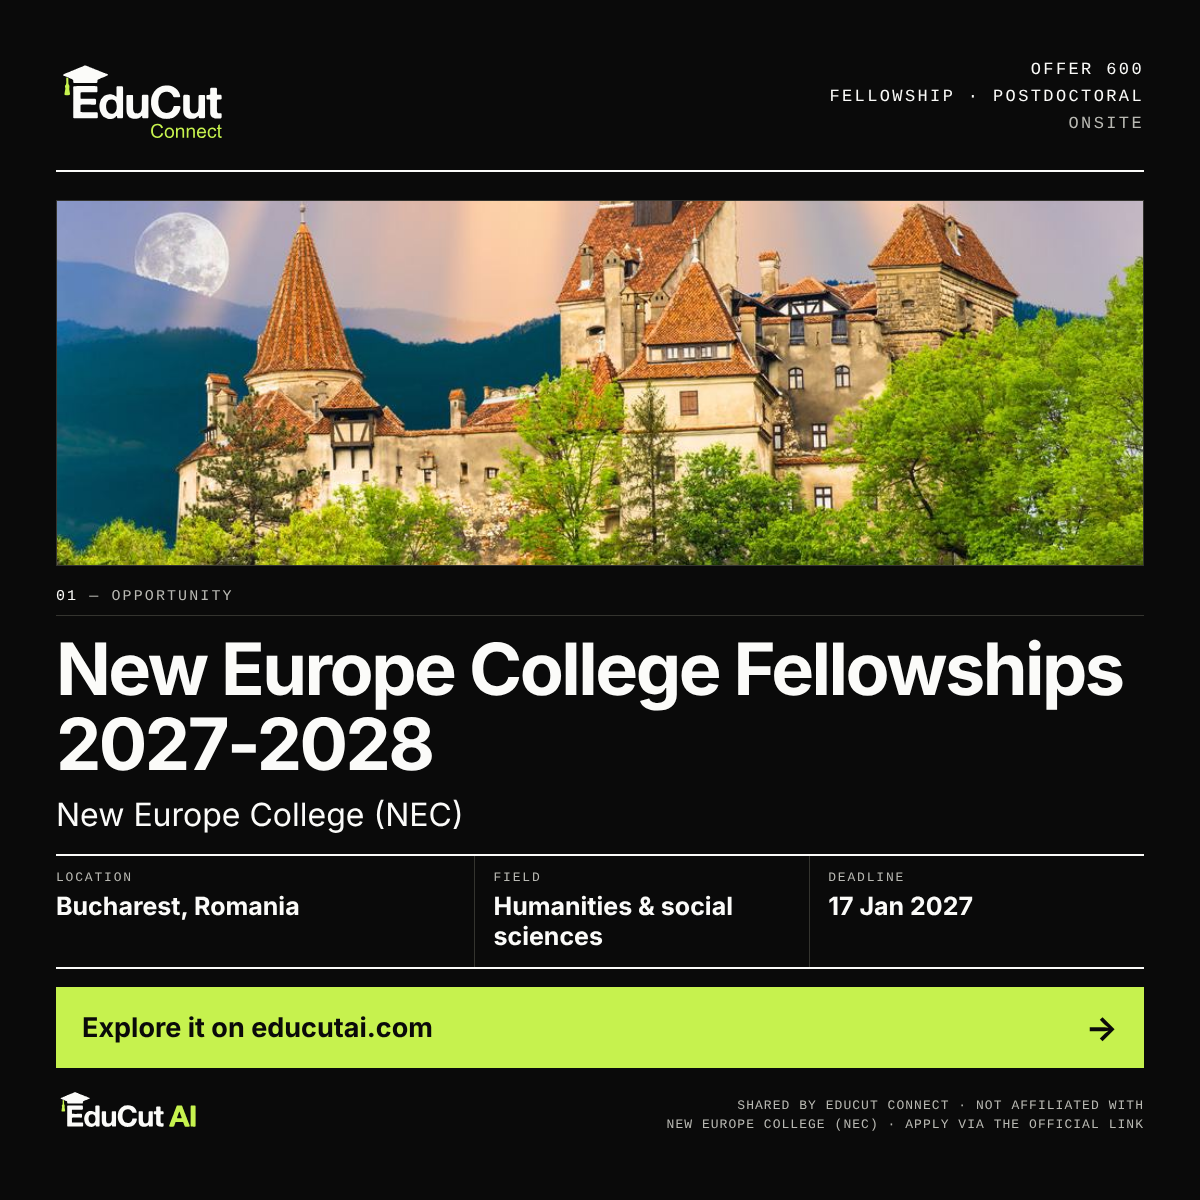 EduCut
Connect
OFFER 600
FELLOWSHIP · POSTDOCTORAL
ONSITE
01 — OPPORTUNITY
New Europe College Fellowships
2027-2028
New Europe College (NEC)
LOCATION
Bucharest, Romania
FIELD
Humanities & social
sciences
DEADLINE
17 Jan 2027
Explore it on educutai.com →
EduCut AI
SHARED BY EDUCUT CONNECT · NOT AFFILIATED WITH
NEW EUROPE COLLEGE (NEC) · APPLY VIA THE OFFICIAL LINK